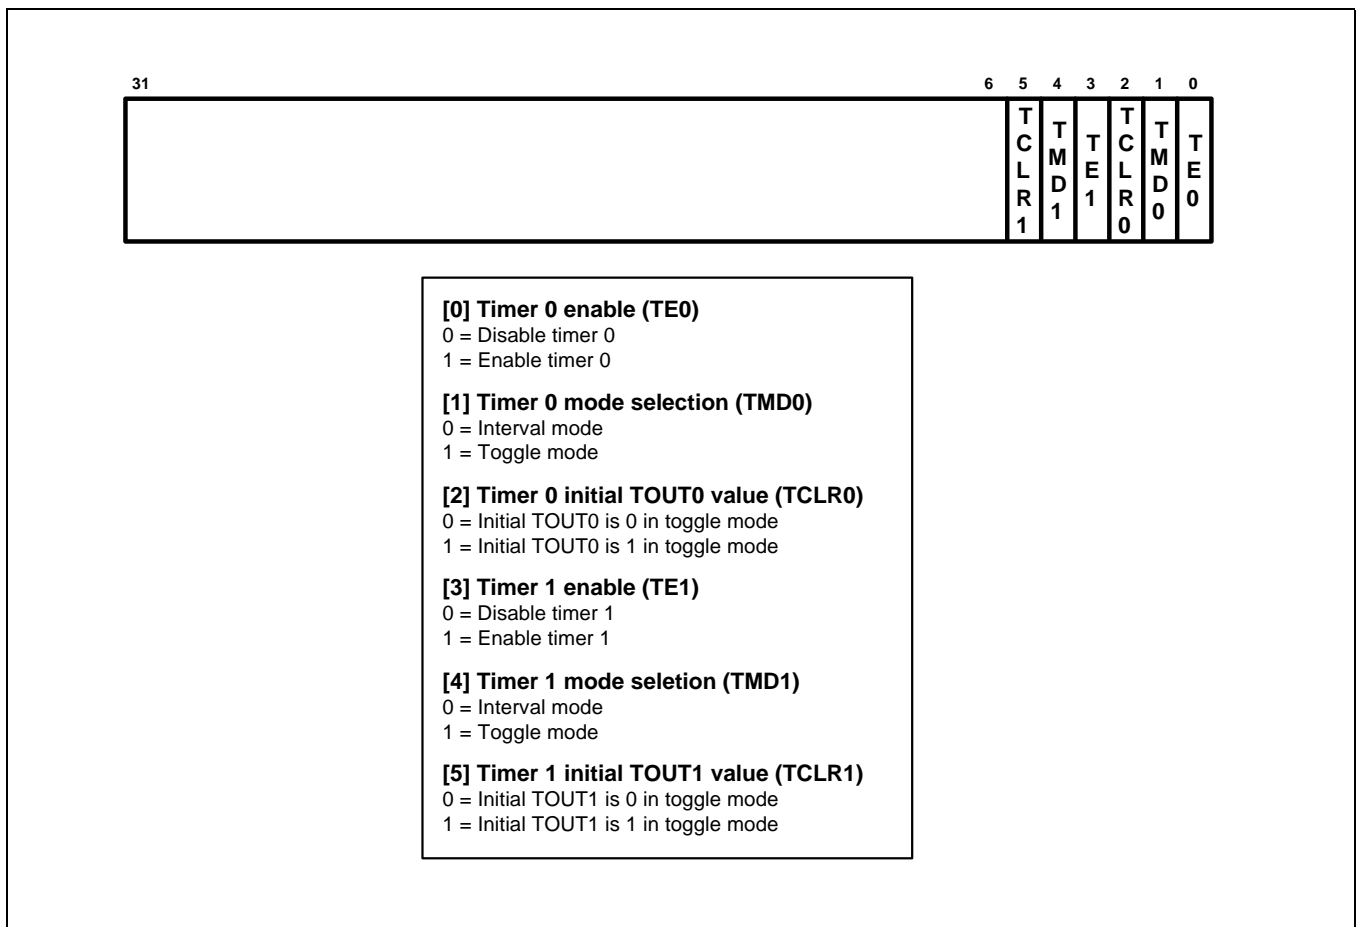 31 6 5 4 3 2 1 0
TCLR1 TMD1 TE1 TCLR0 TMD0 TE0
[0] Timer 0 enable (TE0)
0 = Disable timer 0
1 = Enable timer 0
[1] Timer 0 mode selection (TMD0)
0 = Interval mode
1 = Toggle mode
[2] Timer 0 initial TOUT0 value (TCLR0)
0 = Initial TOUT0 is 0 in toggle mode
1 = Initial TOUT0 is 1 in toggle mode
[3] Timer 1 enable (TE1)
0 = Disable timer 1
1 = Enable timer 1
[4] Timer 1 mode seletion (TMD1)
0 = Interval mode
1 = Toggle mode
[5] Timer 1 initial TOUT1 value (TCLR1)
0 = Initial TOUT1 is 0 in toggle mode
1 = Initial TOUT1 is 1 in toggle mode